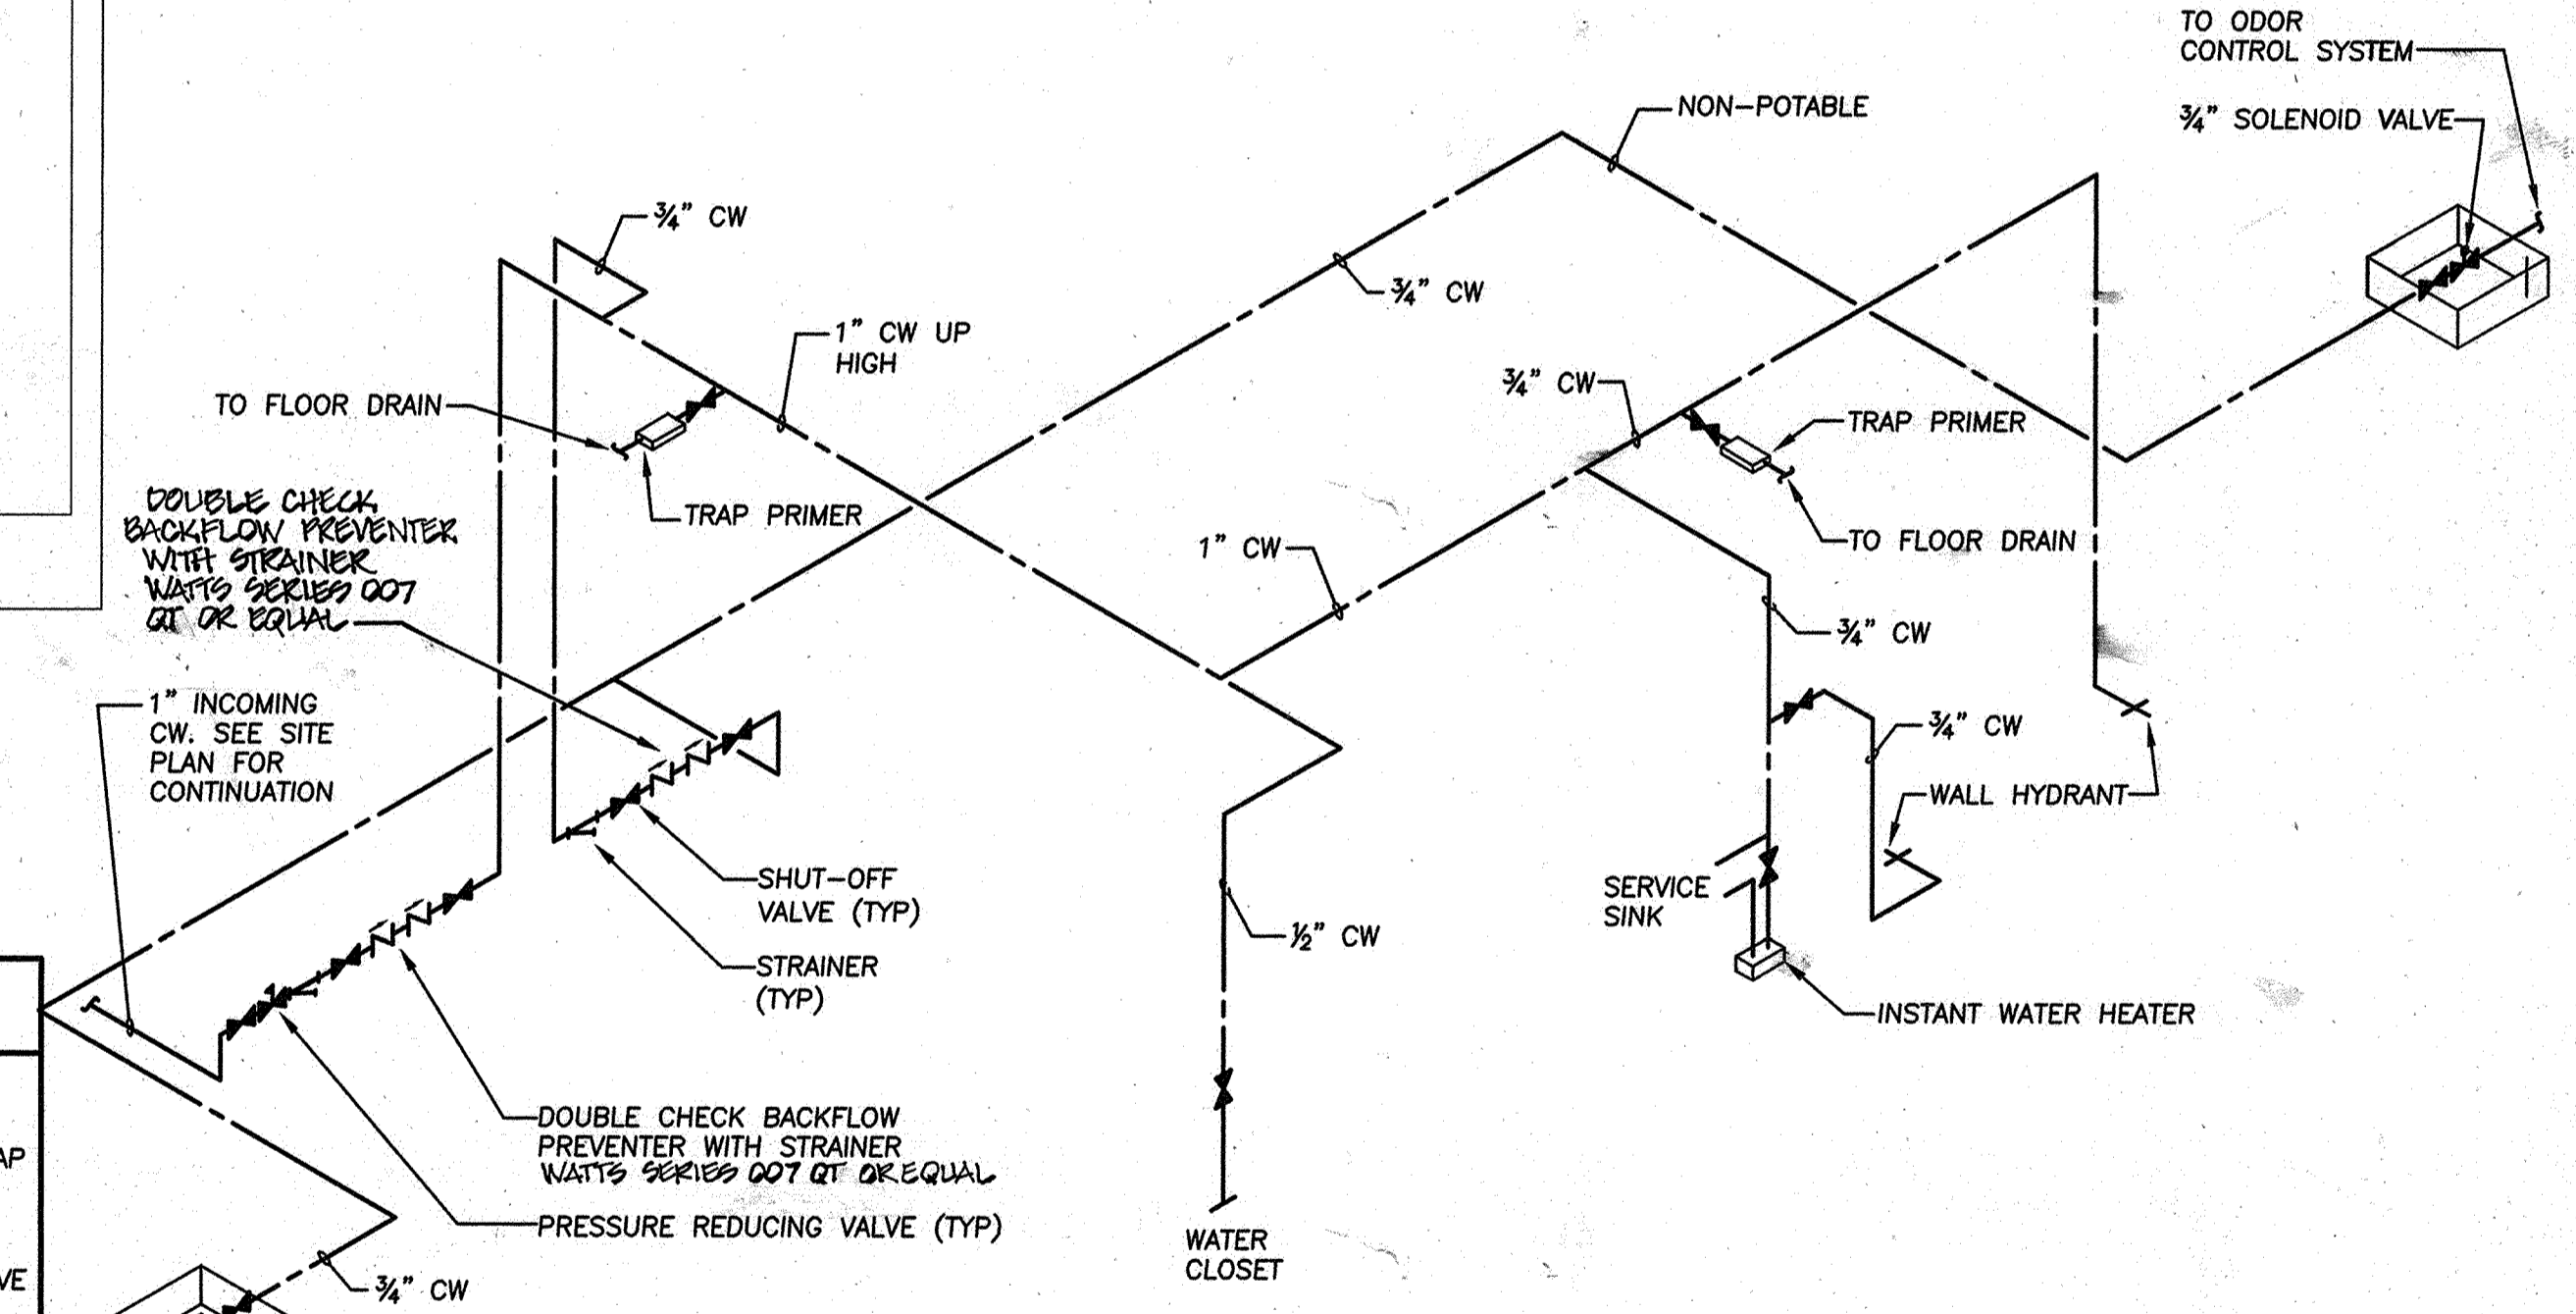 TO ODOR
CONTROL SYSTEM
¾" SOLENOID VALVE
NON-POTABLE
¾" CW
¾" CW
1" CW UP
HIGH
TO FLOOR DRAIN
TRAP PRIMER
¾" CW
TRAP PRIMER
TO FLOOR DRAIN
DOUBLE CHECK
BACKFLOW PREVENTER
WITH STRAINER
WATTS SERIES 007
QT OR EQUAL
1" CW
¾" CW
1" INCOMING
CW. SEE SITE
PLAN FOR
CONTINUATION
¾" CW
WALL HYDRANT
SHUT-OFF
VALVE (TYP)
STRAINER
(TYP)
SERVICE
SINK
½" CW
INSTANT WATER HEATER
DOUBLE CHECK BACKFLOW
PREVENTER WITH STRAINER
WATTS SERIES 007 QT OR EQUAL
PRESSURE REDUCING VALVE (TYP)
WATER
CLOSET
¾" CW
AP
VE